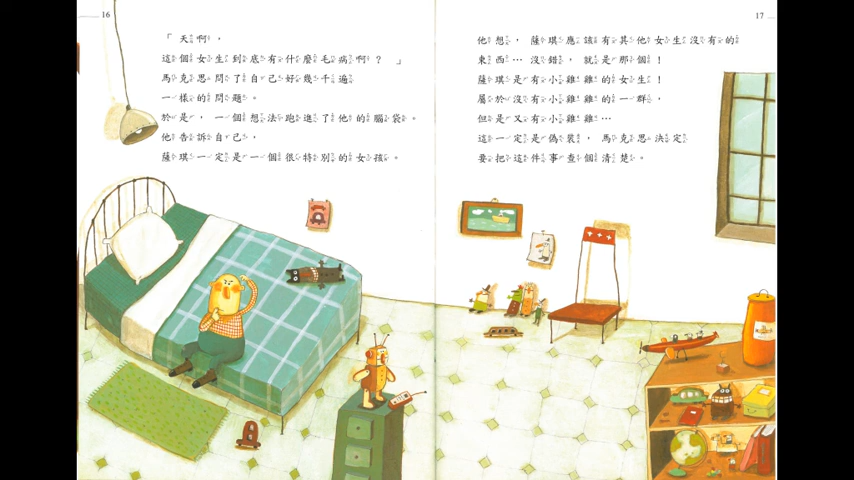 16
「天啊，
這個女生到底有什麼毛病啊？」
馬克思問了自己好幾千遍
一樣的問題。
於是，一個想法跑進了他的腦袋。
他告訴自己，
薩琪一定是一個很特別的女孩。
17
他想，薩琪應該有其他女生沒有的
東西…沒錯，就是那個！
薩琪是有小雞雞的女生！
屬於沒有小雞雞的一群，
但是又有小雞雞…
這一定是偽裝，馬克思決定
要把這件事查個清楚。